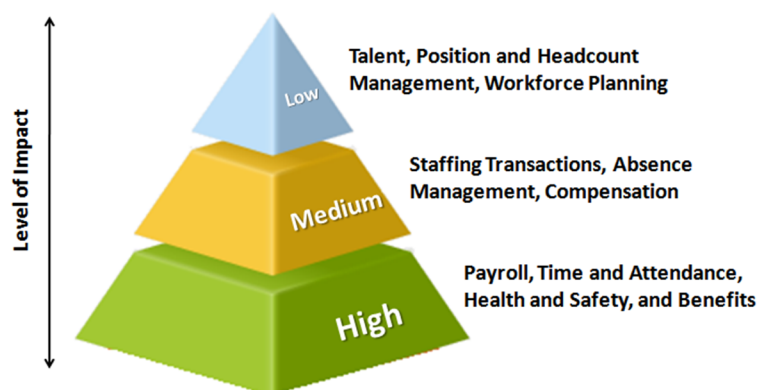 Level of Impact
Low
Talent, Position and Headcount
Management, Workforce Planning
Medium
Staffing Transactions, Absence
Management, Compensation
High
Payroll, Time and Attendance,
Health and Safety, and Benefits